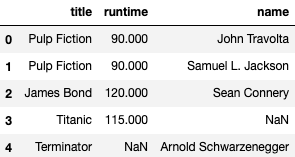 title runtime name
0 Pulp Fiction 90.000 John Travolta
1 Pulp Fiction 90.000 Samuel L. Jackson
2 James Bond 120.000 Sean Connery
3 Titanic 115.000 NaN
4 Terminator NaN Arnold Schwarzenegger